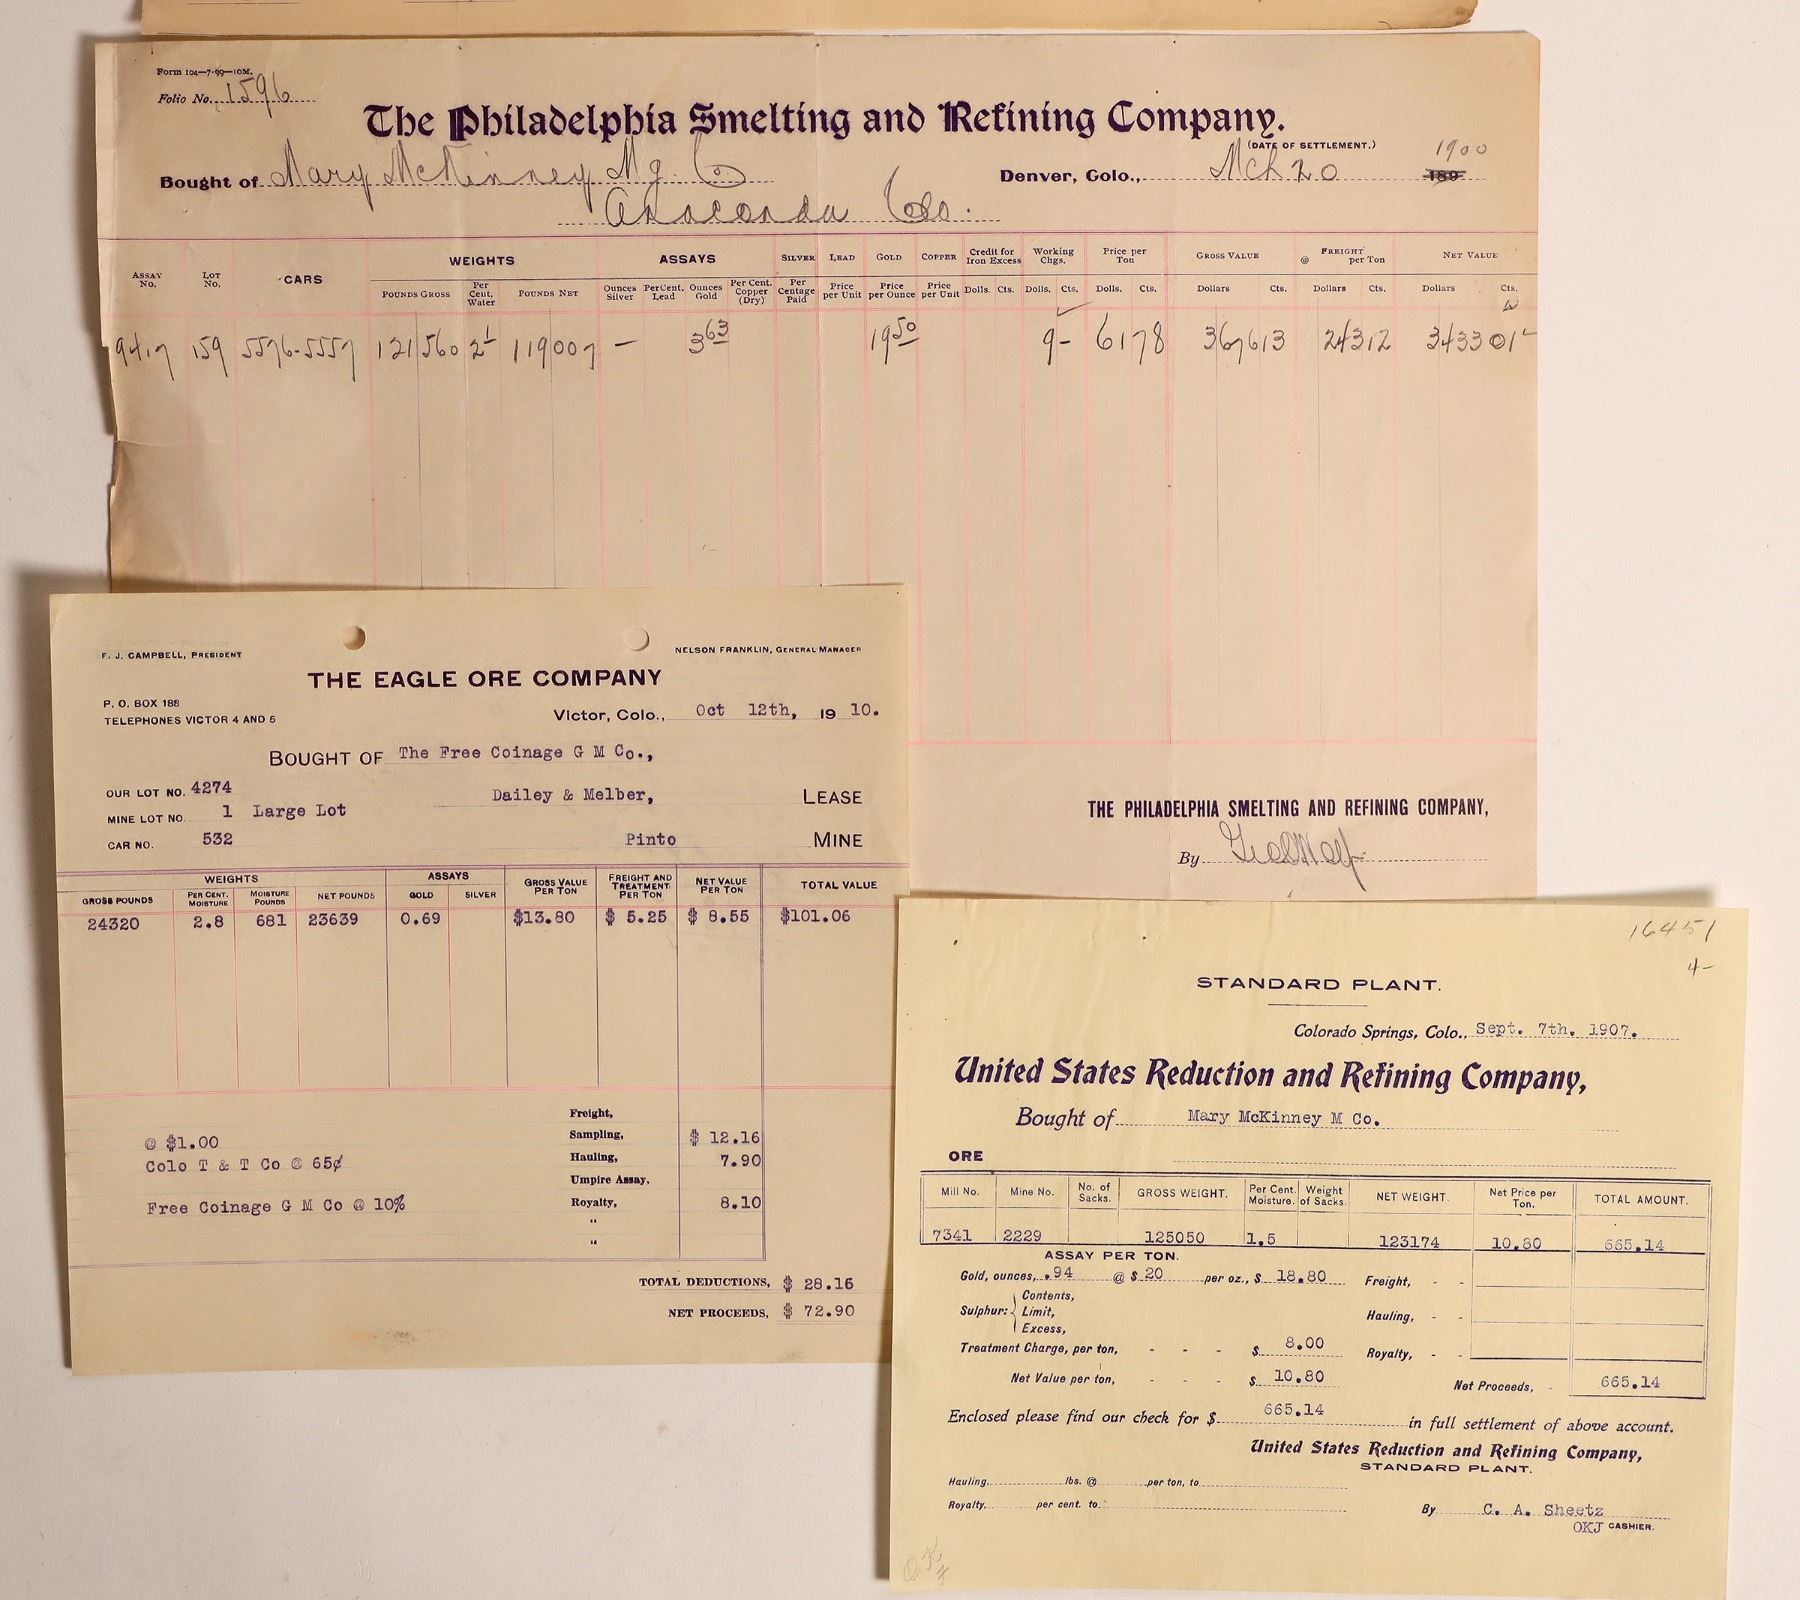 Form 104—7-99—10M.
Folio No. 1596
The Philadelphia Smelting and Refining Company.
(DATE OF SETTLEMENT.)
Bought of Mary McKinney Mg. Co Denver, Colo., Mch 20 1900 189
Anaconda Colo.
WEIGHTS ASSAYS SILVER LEAD GOLD COPPER Credit for Iron Excess Working Chgs. Price per Ton GROSS VALUE @ FREIGHT per Ton NET VALUE
ASSAY No. LOT No. CARS POUNDS GROSS Per Cent. Water POUNDS NET Ounces Silver Per Cent. Lead Ounces Gold Per Cent. Copper (Dry) Per Centage Paid Price per Unit Price per Ounce Price per Unit Dolls. Cts. Dolls. Cts. Dolls. Cts. Dollars Cts. Dollars Cts. Dollars Cts.
9417 159 5576-5557 121560 2 1 119007 — 3 63 19 50 9- 6178 367613 24312 343301
THE PHILADELPHIA SMELTING AND REFINING COMPANY,
By
F. J. CAMPBELL, PRESIDENT NELSON FRANKLIN, GENERAL MANAGER
THE EAGLE ORE COMPANY
P. O. BOX 188
TELEPHONES VICTOR 4 AND 5
Victor, Colo., Oct 12th, 19 10.
BOUGHT OF The Free Coinage G M Co.,
OUR LOT NO. 4274 Dailey & Melber, LEASE
MINE LOT NO. 1 Large Lot
CAR NO. 532 Pinto MINE
WEIGHTS ASSAYS GROSS VALUE PER TON FREIGHT AND TREATMENT PER TON NET VALUE PER TON TOTAL VALUE
GROSS POUNDS PER CENT. MOISTURE MOISTURE POUNDS NET POUNDS GOLD SILVER
24320 2.8 681 23639 0.69 $13.80 $ 5.25 $ 8.55 $101.06
Freight,
@ $1.00 Sampling, $ 12.16
Colo T & T Co @ 65¢ Hauling, 7.90
Umpire Assay,
Free Coinage G M Co @ 10% Royalty, 8.10
"
"
TOTAL DEDUCTIONS, $ 28.16
NET PROCEEDS, $ 72.90
16451
4-
STANDARD PLANT.
Colorado Springs, Colo., Sept. 7th. 1907.
United States Reduction and Refining Company,
Bought of Mary McKinney M Co.
ORE
Mill No. Mine No. No. of Sacks. GROSS WEIGHT. Per Cent. Moisture. Weight of Sacks. NET WEIGHT. Net Price per Ton. TOTAL AMOUNT.
7341 2229 125050 1.5 123174 10.80 665.14
ASSAY PER TON.
Gold, ounces, .94 @ $ 20 per oz., $ 18.80 Freight, - -
Sulphur: { Contents,
Limit, Hauling, - -
Excess,
Treatment Charge, per ton, - - - $ 8.00 Royalty, - -
Net Value per ton, - - - $ 10.80 Net Proceeds, - 665.14
Enclosed please find our check for $ 665.14 in full settlement of above account.
United States Reduction and Refining Company,
STANDARD PLANT.
Hauling lbs. @ per ton, to
Royalty, per cent. to
By C. A. Sheetz
OKJ CASHIER.